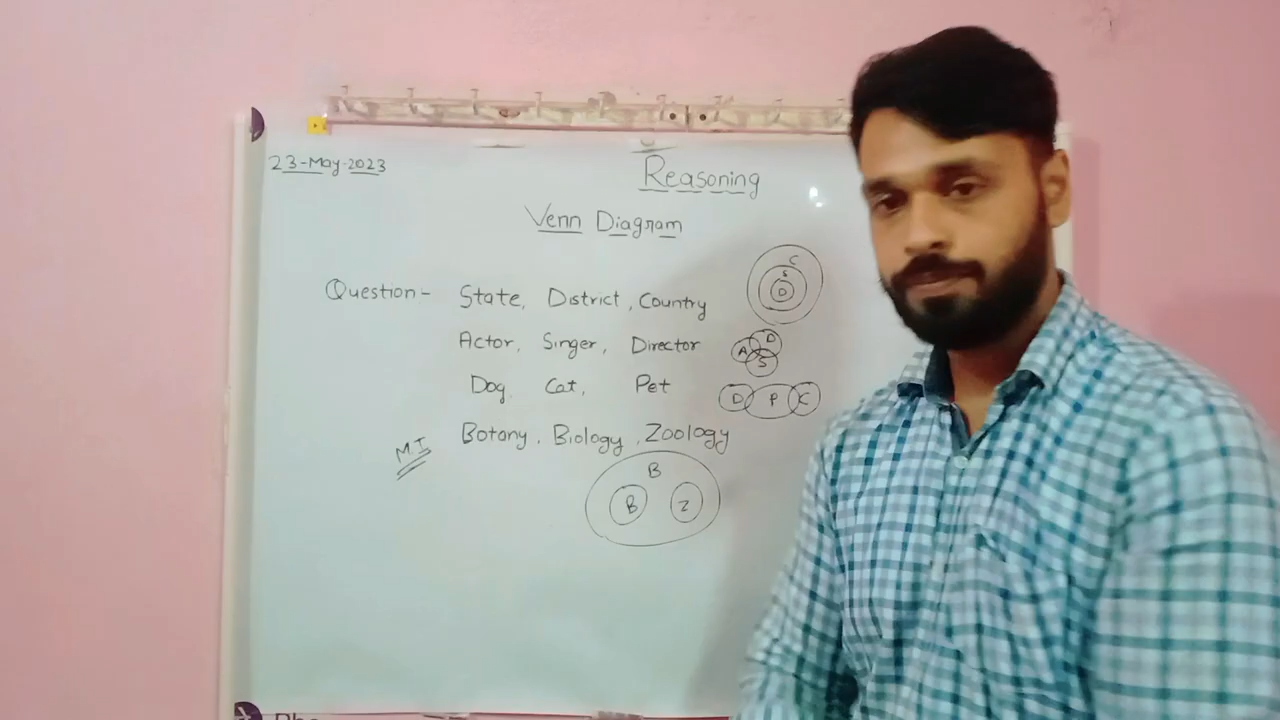 23-May-2023
Reasoning
Venn Diagram
Question- State, District, Country
C
S
D
Actor, Singer, Director
A D
S
Dog, Cat, Pet
D P C
M.I
Botany, Biology, Zoology
B
B Z